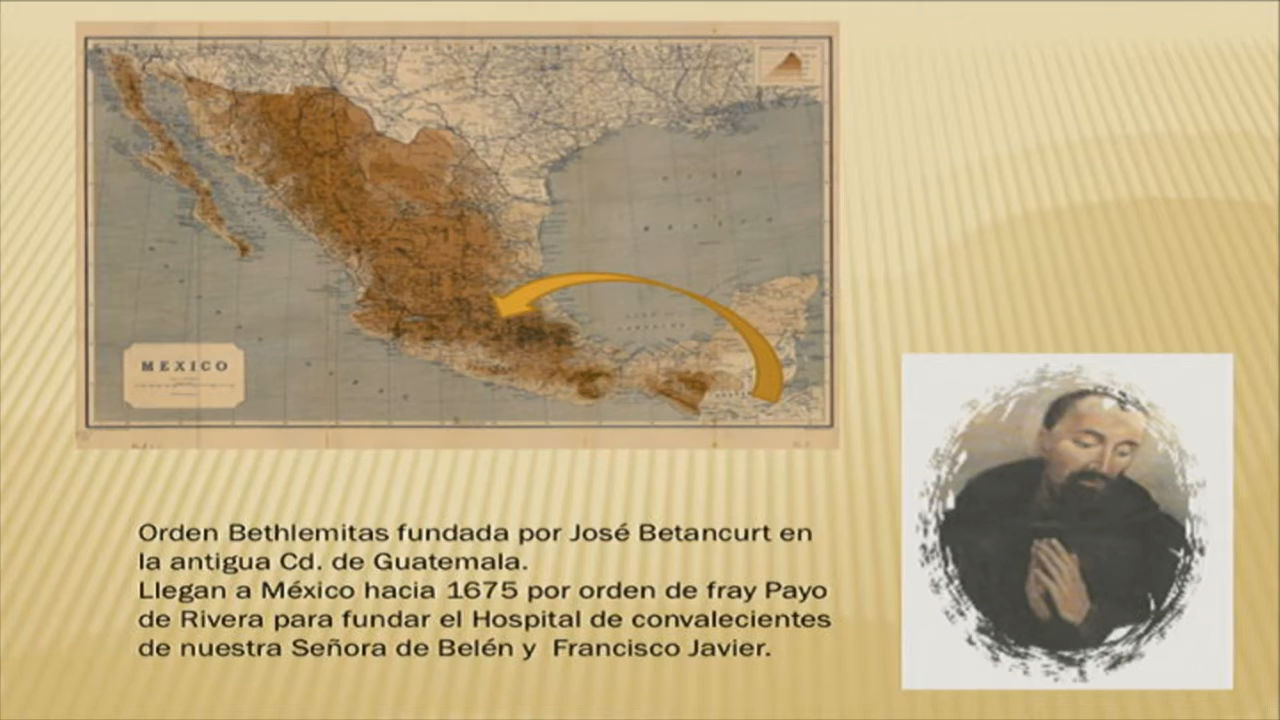 MEXICO
Orden Bethlemitas fundada por José Betancurt en
la antigua Cd. de Guatemala.
Llegan a México hacia 1675 por orden de fray Payo
de Rivera para fundar el Hospital de convalecientes
de nuestra Señora de Belén y  Francisco Javier.